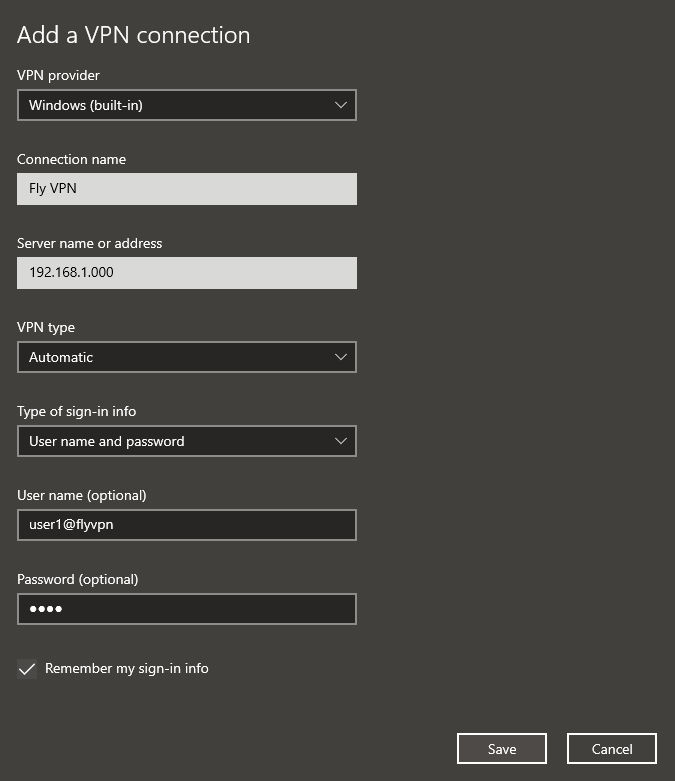 Add a VPN connection
VPN provider
Windows (built-in)
Connection name
Fly VPN
Server name or address
192.168.1.000
VPN type
Automatic
Type of sign-in info
User name and password
User name (optional)
user1@flyvpn
Password (optional)
●●●●
Remember my sign-in info
Save
Cancel